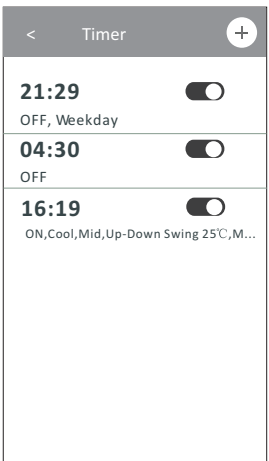 < Timer +
21:29
OFF, Weekday
04:30
OFF
16:19
ON,Cool,Mid,Up-Down Swing 25℃,M...